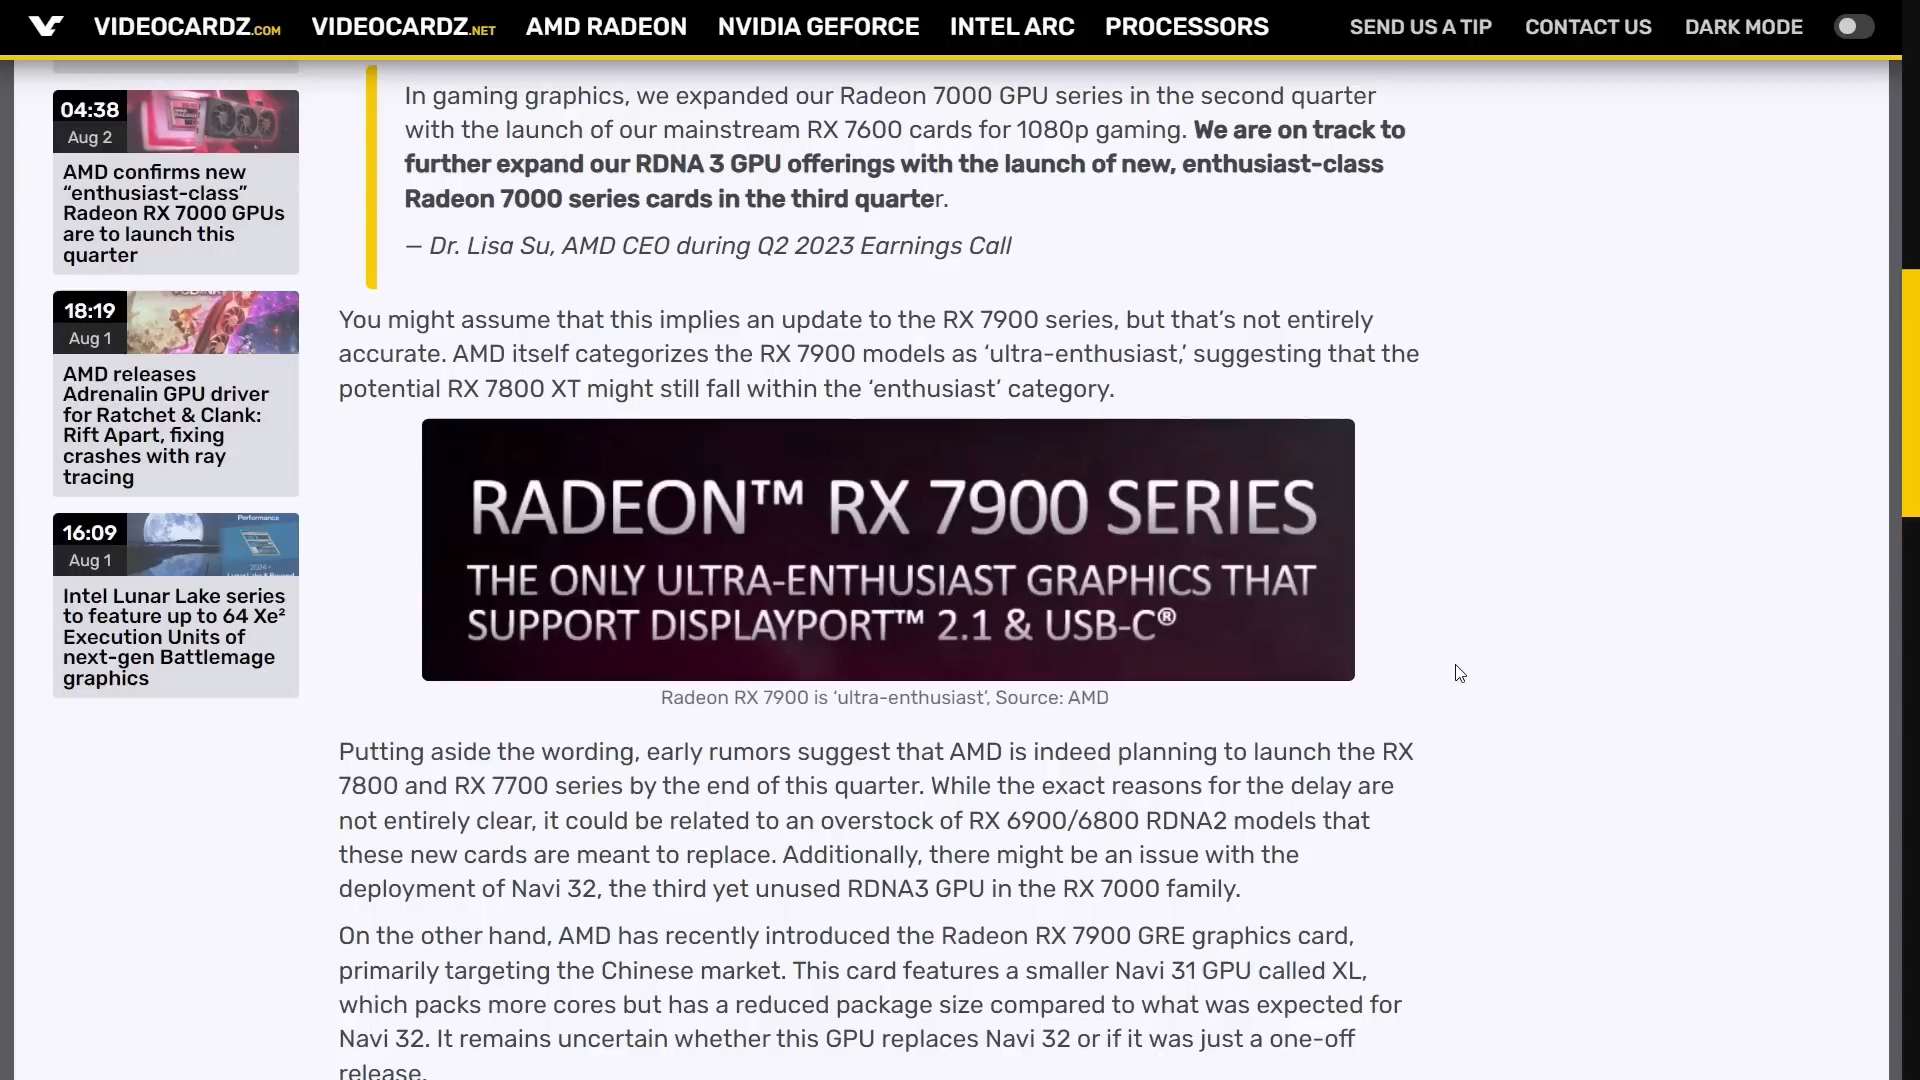 VIDEOCARDZ.COM VIDEOCARDZ.NET AMD RADEON NVIDIA GEFORCE INTEL ARC PROCESSORS SEND US A TIP CONTACT US DARK MODE
04:38
Aug 2
AMD confirms new
“enthusiast-class”
Radeon RX 7000 GPUs
are to launch this
quarter
18:19
Aug 1
AMD releases
Adrenalin GPU driver
for Ratchet & Clank:
Rift Apart, fixing
crashes with ray
tracing
16:09
Aug 1
Performance
Intel Lunar Lake series
to feature up to 64 Xe²
Execution Units of
next-gen Battlemage
graphics
In gaming graphics, we expanded our Radeon 7000 GPU series in the second quarter
with the launch of our mainstream RX 7600 cards for 1080p gaming. We are on track to
further expand our RDNA 3 GPU offerings with the launch of new, enthusiast-class
Radeon 7000 series cards in the third quarter.
— Dr. Lisa Su, AMD CEO during Q2 2023 Earnings Call
You might assume that this implies an update to the RX 7900 series, but that’s not entirely
accurate. AMD itself categorizes the RX 7900 models as ‘ultra-enthusiast,’ suggesting that the
potential RX 7800 XT might still fall within the ‘enthusiast’ category.
RADEON™ RX 7900 SERIES
THE ONLY ULTRA-ENTHUSIAST GRAPHICS THAT
SUPPORT DISPLAYPORT™ 2.1 & USB-C®
Radeon RX 7900 is ‘ultra-enthusiast’, Source: AMD
Putting aside the wording, early rumors suggest that AMD is indeed planning to launch the RX
7800 and RX 7700 series by the end of this quarter. While the exact reasons for the delay are
not entirely clear, it could be related to an overstock of RX 6900/6800 RDNA2 models that
these new cards are meant to replace. Additionally, there might be an issue with the
deployment of Navi 32, the third yet unused RDNA3 GPU in the RX 7000 family.
On the other hand, AMD has recently introduced the Radeon RX 7900 GRE graphics card,
primarily targeting the Chinese market. This card features a smaller Navi 31 GPU called XL,
which packs more cores but has a reduced package size compared to what was expected for
Navi 32. It remains uncertain whether this GPU replaces Navi 32 or if it was just a one-off
release.